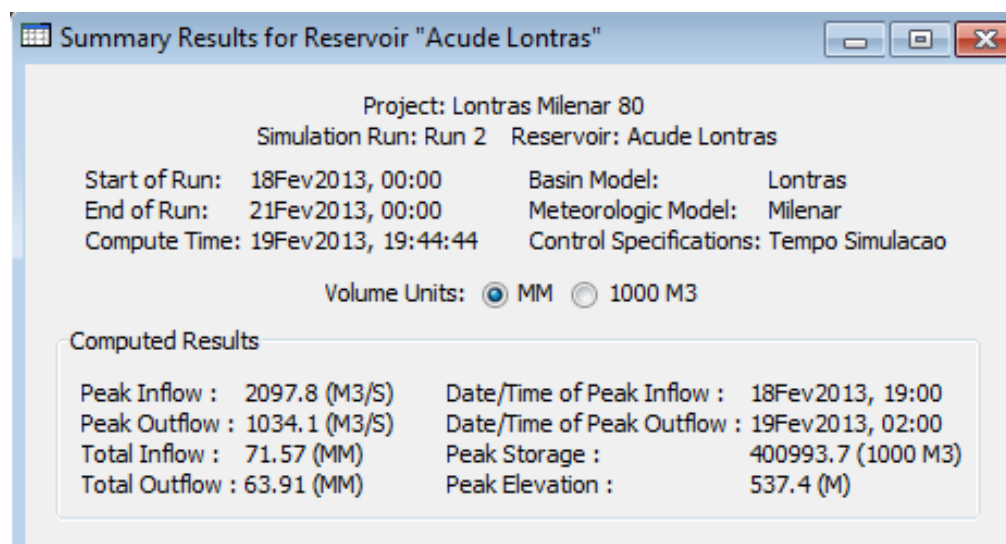 Summary Results for Reservoir "Acude Lontras"
Project: Lontras Milenar 80
Simulation Run: Run 2 Reservoir: Acude Lontras
Start of Run: 18Fev2013, 00:00 Basin Model: Lontras
End of Run: 21Fev2013, 00:00 Meteorologic Model: Milenar
Compute Time: 19Fev2013, 19:44:44 Control Specifications: Tempo Simulacao
Volume Units: MM 1000 M3
Computed Results
Peak Inflow : 2097.8 (M3/S) Date/Time of Peak Inflow : 18Fev2013, 19:00
Peak Outflow : 1034.1 (M3/S) Date/Time of Peak Outflow : 19Fev2013, 02:00
Total Inflow : 71.57 (MM) Peak Storage : 400993.7 (1000 M3)
Total Outflow : 63.91 (MM) Peak Elevation : 537.4 (M)